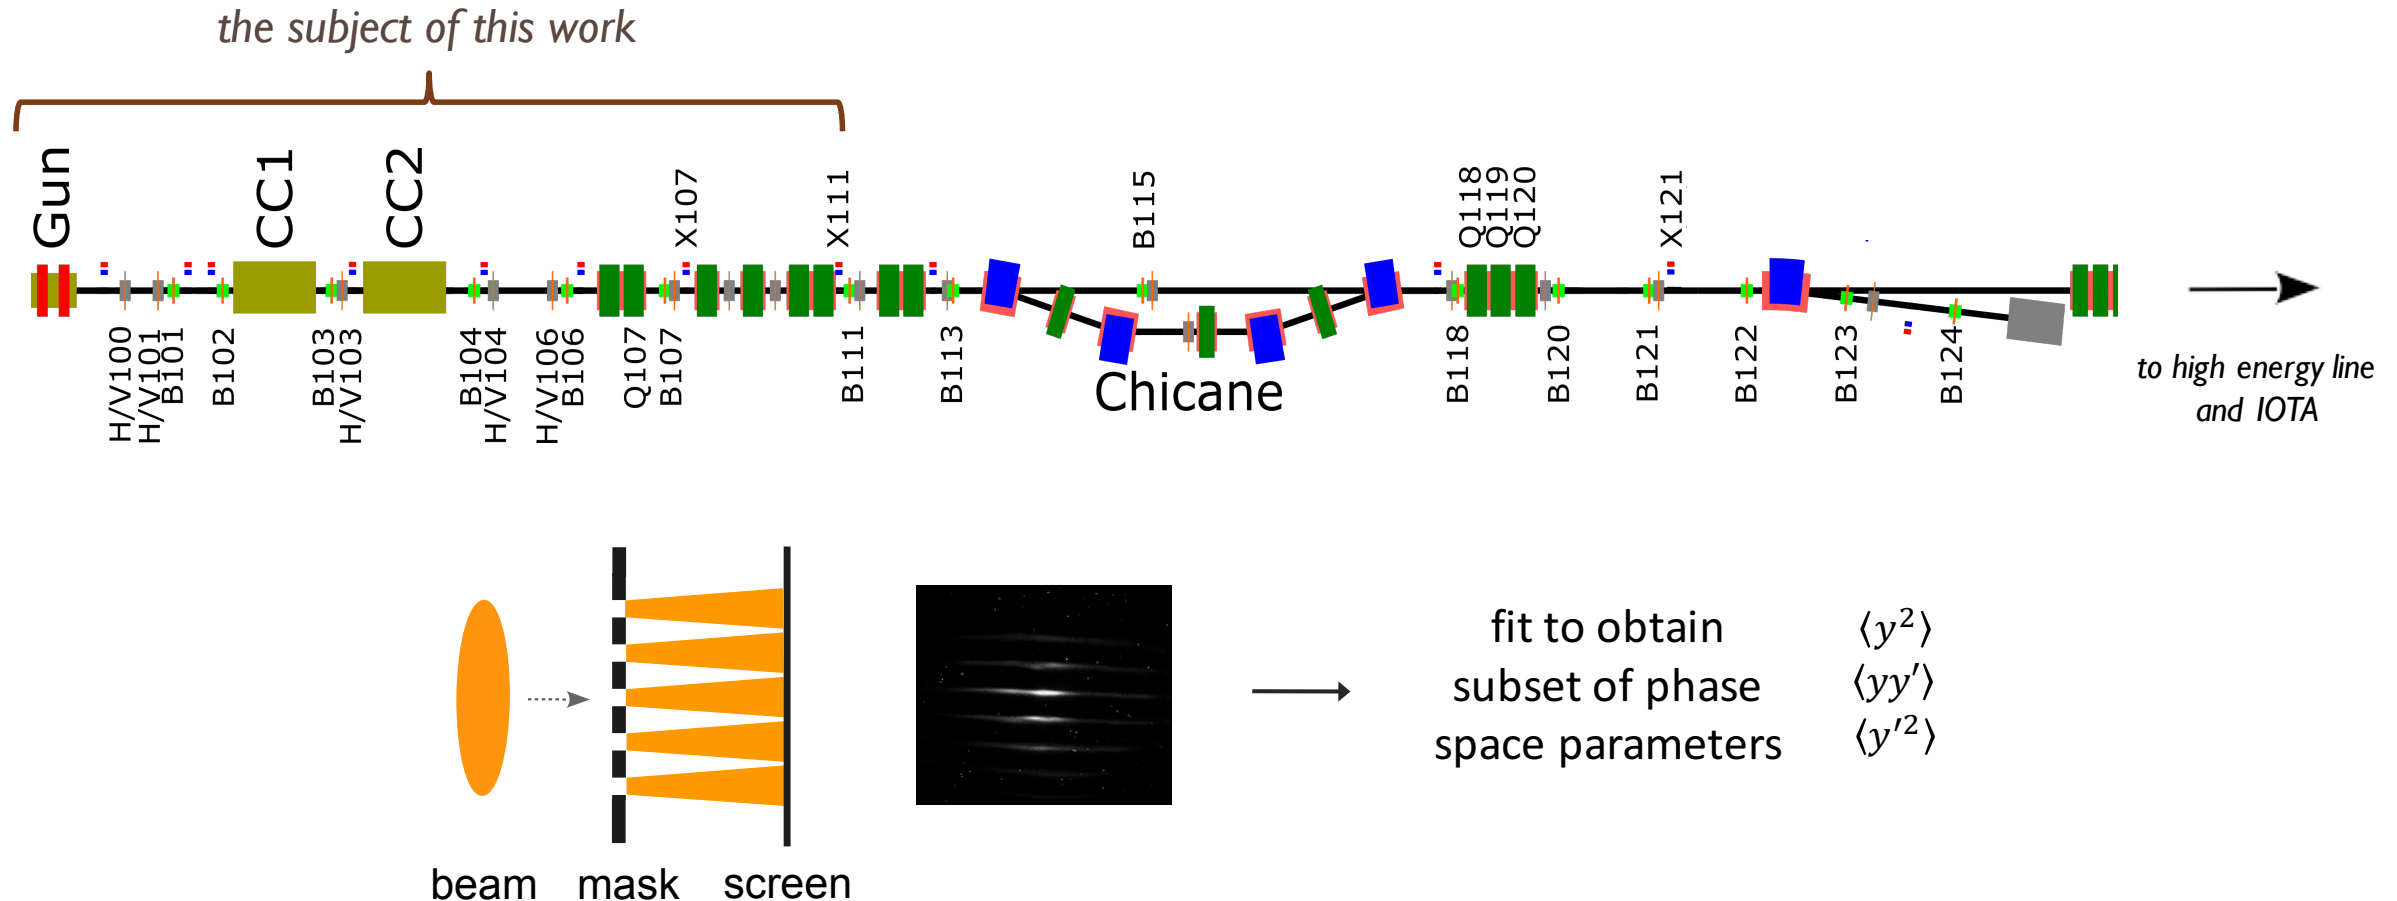 the subject of this work
Gun
CC1
CC2
X107
X111
B115
Q118
Q119
Q120
X121
H/V100
H/V101
B101
B102
B103
H/V103
B104
H/V104
H/V106
B106
Q107
B107
B111
B113
Chicane
B118
B120
B121
B122
B123
B124
to high energy line
and IOTA
fit to obtain
subset of phase
space parameters
⟨y²⟩
⟨yy′⟩
⟨y′²⟩
beam
mask
screen